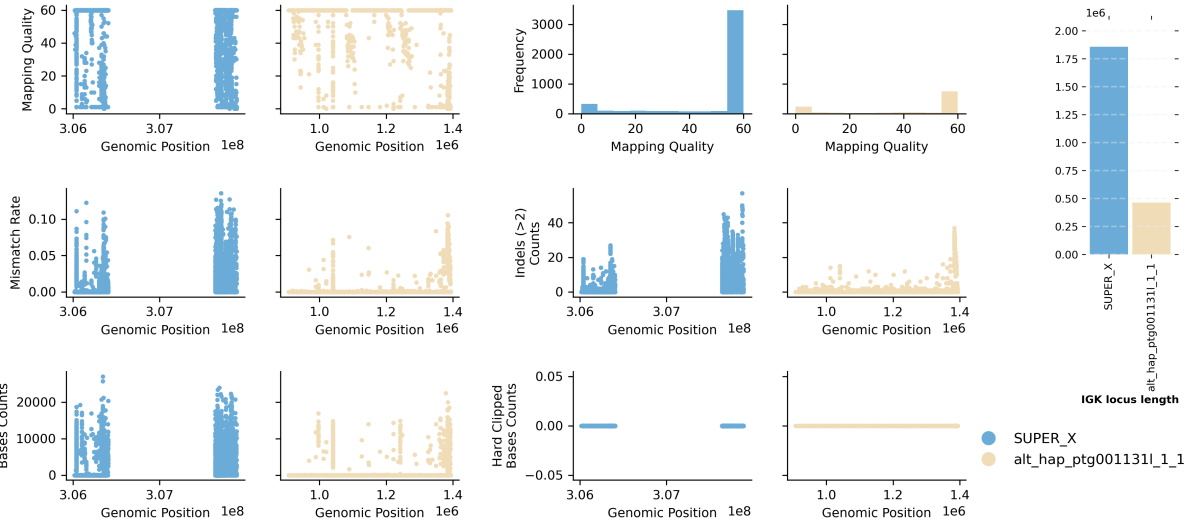 Mapping Quality
60
40
20
0
3.06
3.07
Genomic Position
1e8
1.0
1.2
1.4
Genomic Position
1e6
Frequency
3000
2000
1000
0
0
20
40
60
Mapping Quality
0
20
40
60
Mapping Quality
1e6
2.00
1.75
1.50
1.25
1.00
0.75
0.50
0.25
0.00
SUPER_X
alt_hap_ptg001131l_1_1
IGK locus length
Mismatch Rate
0.10
0.05
0.00
3.06
3.07
Genomic Position
1e8
1.0
1.2
1.4
Genomic Position
1e6
Indels (>2)
Counts
40
20
0
3.06
3.07
Genomic Position
1e8
1.0
1.2
1.4
Genomic Position
1e6
Bases Counts
20000
10000
0
3.06
3.07
Genomic Position
1e8
1.0
1.2
1.4
Genomic Position
1e6
Hard Clipped
Bases Counts
0.05
0.00
−0.05
3.06
3.07
Genomic Position
1e8
1.0
1.2
1.4
Genomic Position
1e6
SUPER_X
alt_hap_ptg001131l_1_1